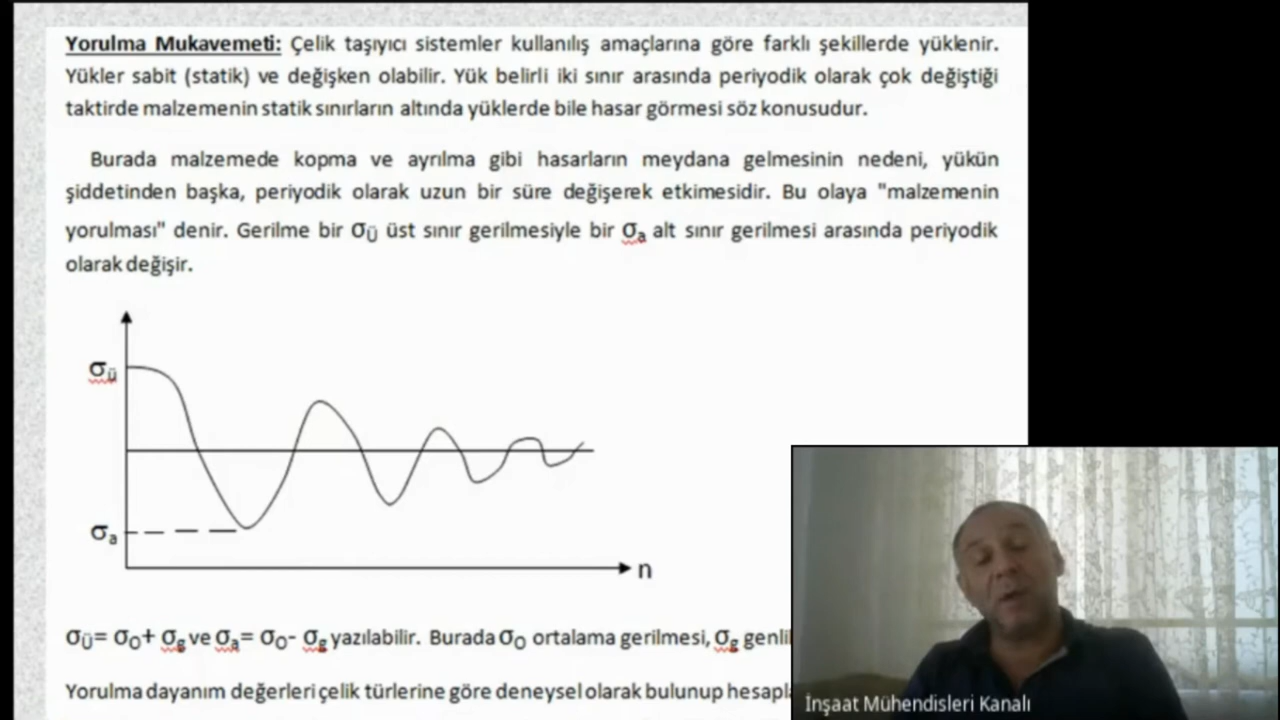 Yorulma Mukavemeti: Çelik taşıyıcı sistemler kullanılış amaçlarına göre farklı şekillerde yüklenir.
Yükler sabit (statik) ve değişken olabilir. Yük belirli iki sınır arasında periyodik olarak çok değiştiği
taktirde malzemenin statik sınırların altında yüklerde bile hasar görmesi söz konusudur.
Burada malzemede kopma ve ayrılma gibi hasarların meydana gelmesinin nedeni, yükün
şiddetinden başka, periyodik olarak uzun bir süre değişerek etkimesidir. Bu olaya "malzemenin
yorulması" denir. Gerilme bir σÜ üst sınır gerilmesiyle bir σa alt sınır gerilmesi arasında periyodik
olarak değişir.
σü
σa
n
σÜ= σO+ σg ve σa= σO- σg yazılabilir. Burada σO ortalama gerilmesi, σg
Yorulma dayanım değerleri çelik türlerine göre deneysel olarak bulunup
İnşaat Mühendisleri Kanalı